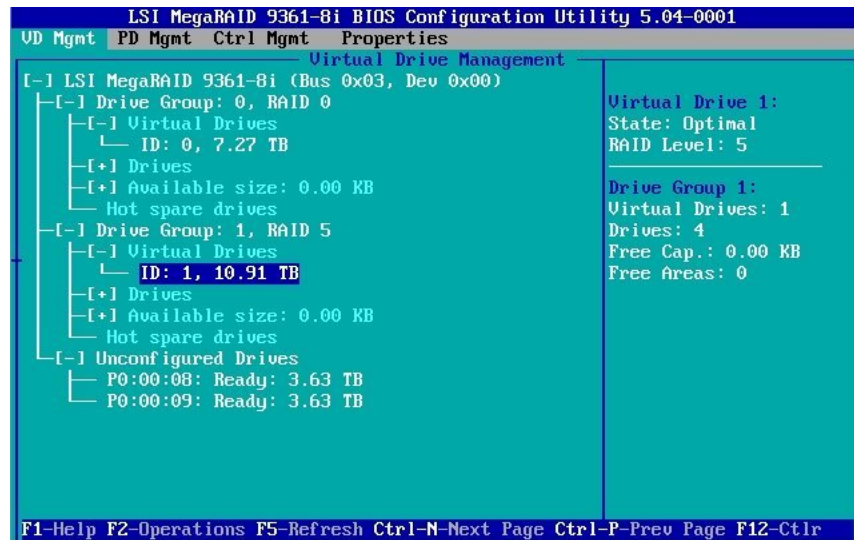 LSI MegaRAID 9361-8i BIOS Configuration Utility 5.04-0001
VD Mgmt PD Mgmt Ctrl Mgmt Properties
Virtual Drive Management
[-] LSI MegaRAID 9361-8i (Bus 0x03, Dev 0x00)
[-] Drive Group: 0, RAID 0
[-] Virtual Drives
ID: 0, 7.27 TB
[+] Drives
[+] Available size: 0.00 KB
Hot spare drives
[-] Drive Group: 1, RAID 5
[-] Virtual Drives
ID: 1, 10.91 TB
[+] Drives
[+] Available size: 0.00 KB
Hot spare drives
[-] Unconfigured Drives
P0:00:08: Ready: 3.63 TB
P0:00:09: Ready: 3.63 TB
Virtual Drive 1:
State: Optimal
RAID Level: 5
Drive Group 1:
Virtual Drives: 1
Drives: 4
Free Cap.: 0.00 KB
Free Areas: 0
F1-Help F2-Operations F5-Refresh Ctrl-N-Next Page Ctrl-P-Prev Page F12-Ctlr